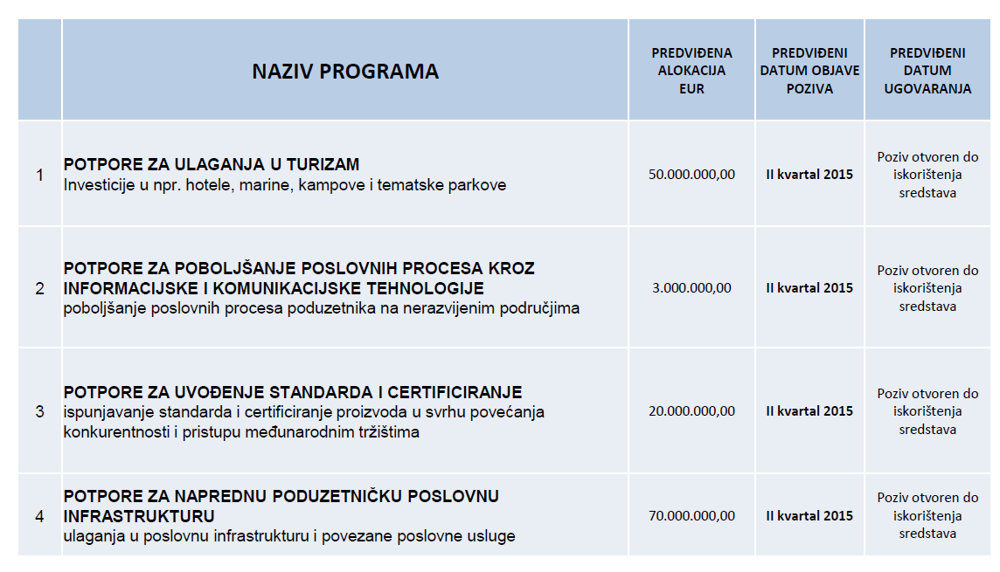 NAZIV PROGRAMA
PREDVIĐENA
ALOKACIJA
EUR
PREDVIĐENI
DATUM OBJAVE
POZIVA
PREDVIĐENI
DATUM
UGOVARANJA
1
POTPORE ZA ULAGANJA U TURIZAM
Investicije u npr. hotele, marine, kampove i tematske parkove
50.000.000,00
II kvartal 2015
Poziv otvoren do
iskorištenja
sredstava
2
POTPORE ZA POBOLJŠANJE POSLOVNIH PROCESA KROZ
INFORMACIJSKE I KOMUNIKACIJSKE TEHNOLOGIJE
poboljšanje poslovnih procesa poduzetnika na nerazvijenim područjima
3.000.000,00
II kvartal 2015
Poziv otvoren do
iskorištenja
sredstava
3
POTPORE ZA UVOĐENJE STANDARDA I CERTIFICIRANJE
ispunjavanje standarda i certificiranje proizvoda u svrhu povećanja
konkurentnosti i pristupu međunarodnim tržištima
20.000.000,00
II kvartal 2015
Poziv otvoren do
iskorištenja
sredstava
4
POTPORE ZA NAPREDNU PODUZETNIČKU POSLOVNU
INFRASTRUKTURU
ulaganja u poslovnu infrastrukturu i povezane poslovne usluge
70.000.000,00
II kvartal 2015
Poziv otvoren do
iskorištenja
sredstava